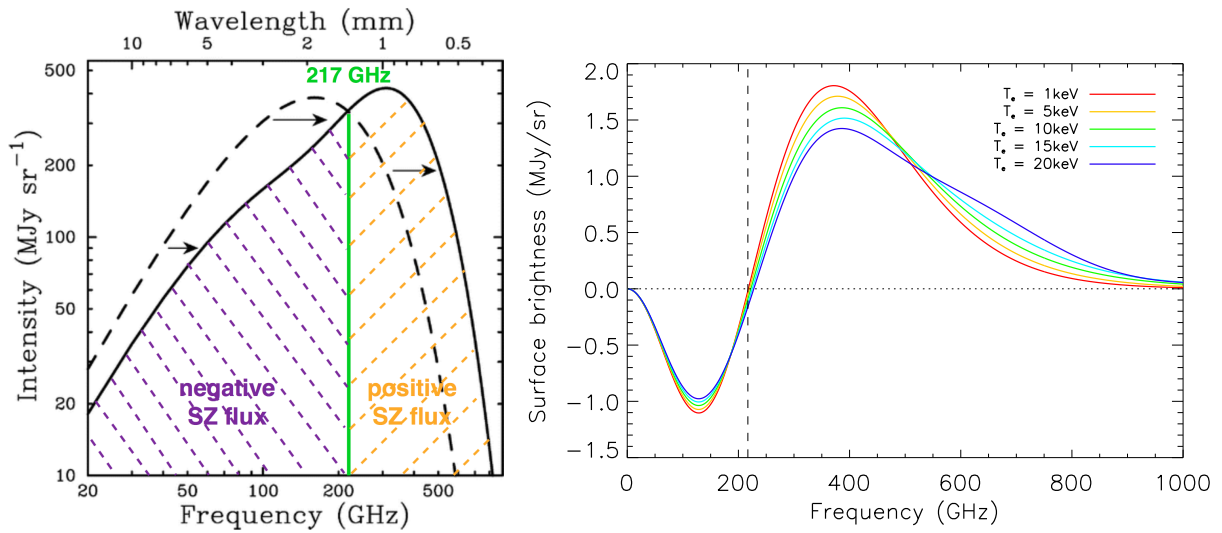 Wavelength (mm)
10 5 2 1 0.5
217 GHz
Intensity (MJy sr⁻¹)
500
200
100
50
20
10
negative
SZ flux
positive
SZ flux
20 50 100 200 500
Frequency (GHz)
Surface brightness (MJy/sr)
2.0
1.5
1.0
0.5
0.0
−0.5
−1.0
−1.5
Tₑ = 1keV
Tₑ = 5keV
Tₑ = 10keV
Tₑ = 15keV
Tₑ = 20keV
0 200 400 600 800 1000
Frequency (GHz)